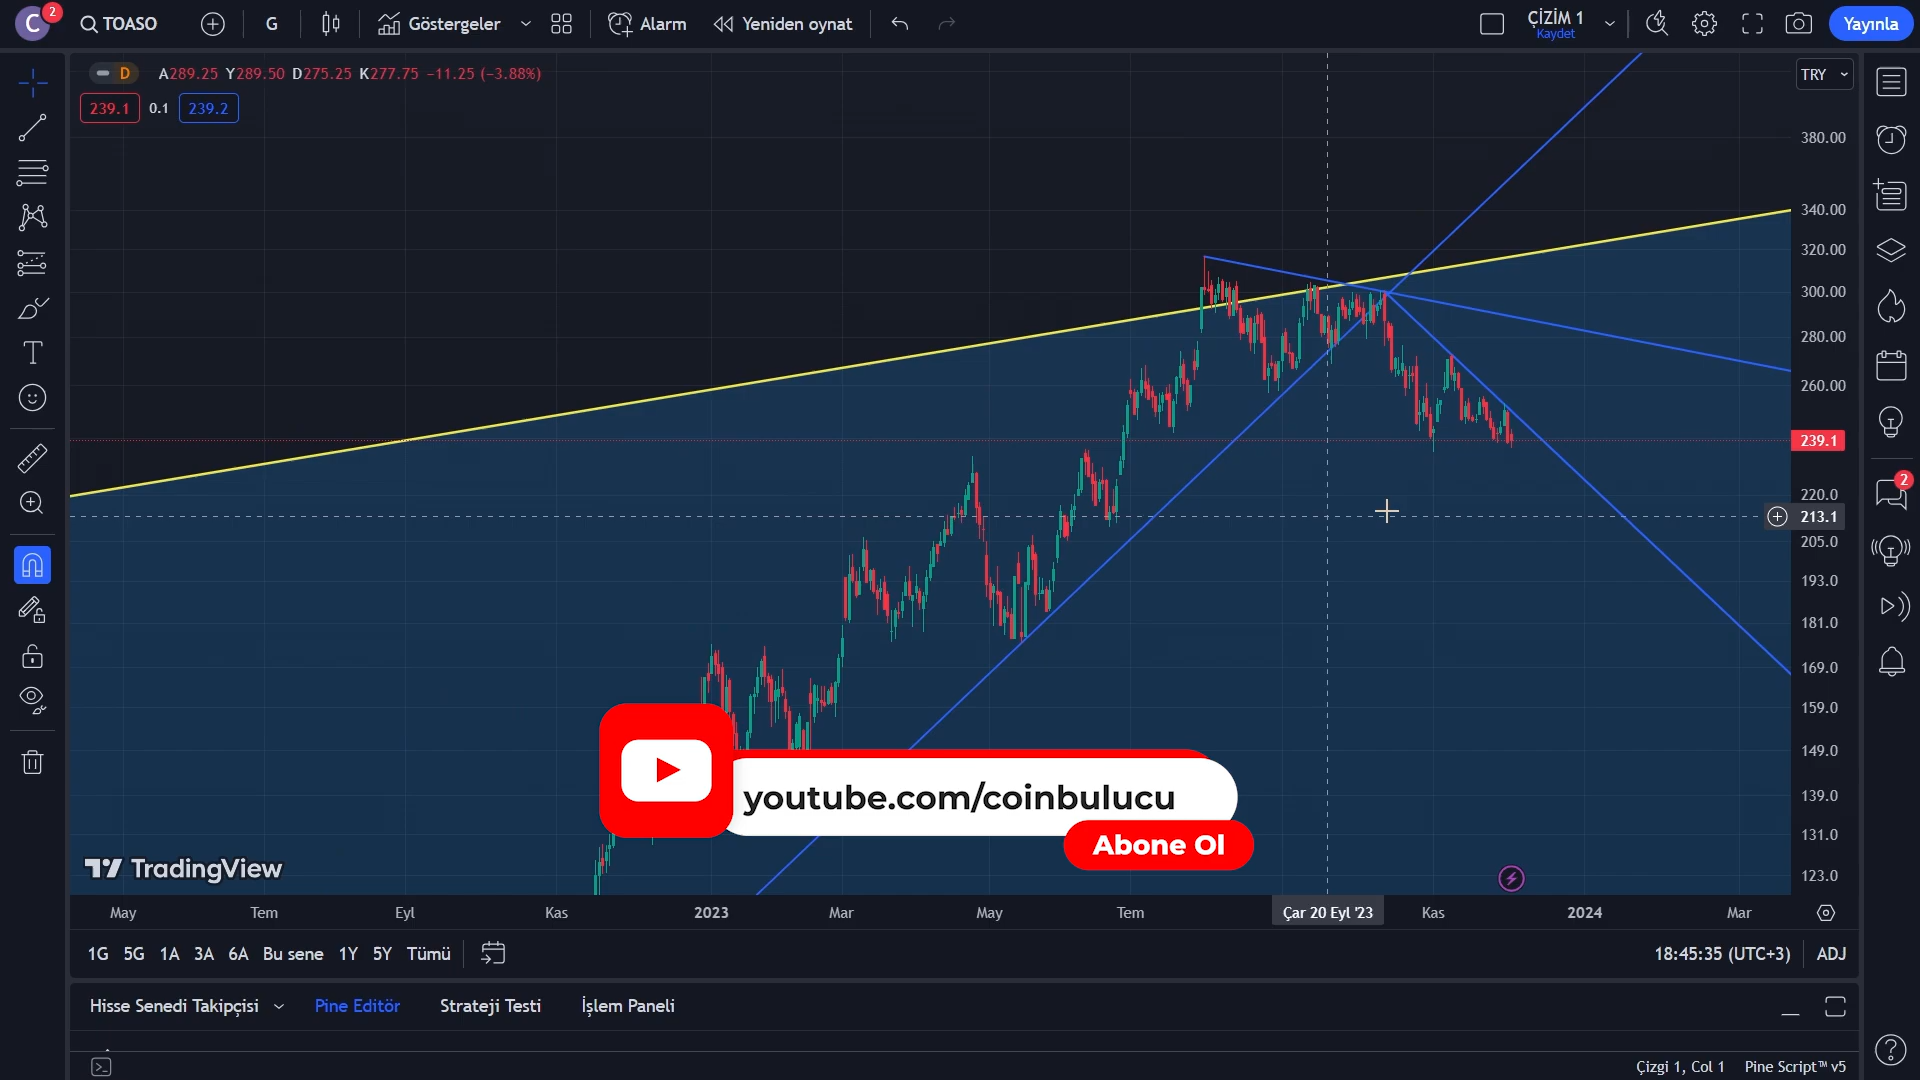 C 2 TOASO G Göstergeler Alarm Yeniden oynat ÇİZİM 1 Kaydet Yayınla
D A289.25 Y289.50 D275.25 K277.75 −11.25 (−3.88%) TRY
239.1 0.1 239.2
380.00
340.00
320.00
300.00
280.00
260.00
239.1
220.0
213.1
205.0
193.0
181.0
169.0
159.0
149.0
139.0
131.0
123.0
2
youtube.com/coinbulucu
Abone Ol
TradingView
May Tem Eyl Kas 2023 Mar May Tem Çar 20 Eyl '23 Kas 2024 Mar
1G 5G 1A 3A 6A Bu sene 1Y 5Y Tümü 18:45:35 (UTC+3) ADJ
Hisse Senedi Takipçisi Pine Editör Strateji Testi İşlem Paneli
Çizgi 1, Col 1 Pine Script™ v5